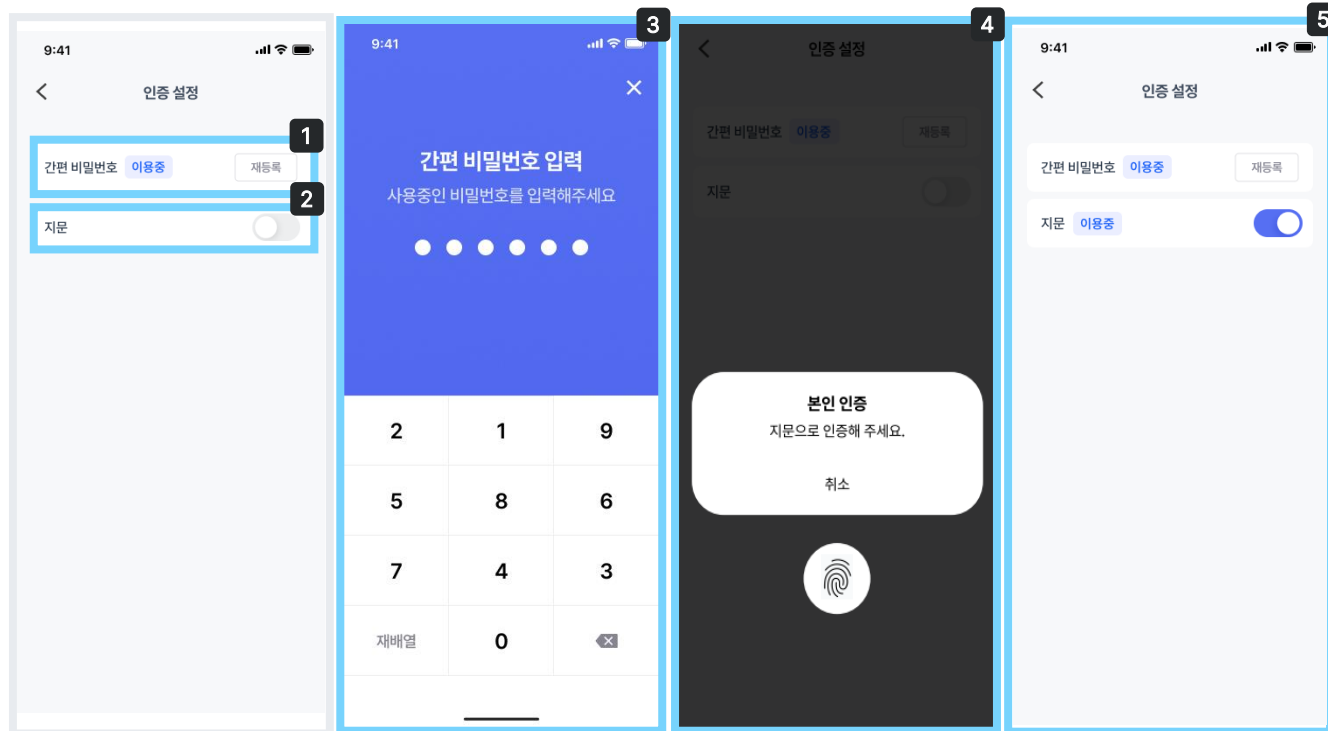 9:41
인증 설정
1
간편 비밀번호 이용중 재등록
2
지문
3
9:41
간편 비밀번호 입력
사용중인 비밀번호를 입력해주세요
2 1 9
5 8 6
7 4 3
재배열 0
4
인증 설정
간편 비밀번호 이용중 재등록
지문
본인 인증
지문으로 인증해 주세요.
취소
5
9:41
인증 설정
간편 비밀번호 이용중 재등록
지문 이용중